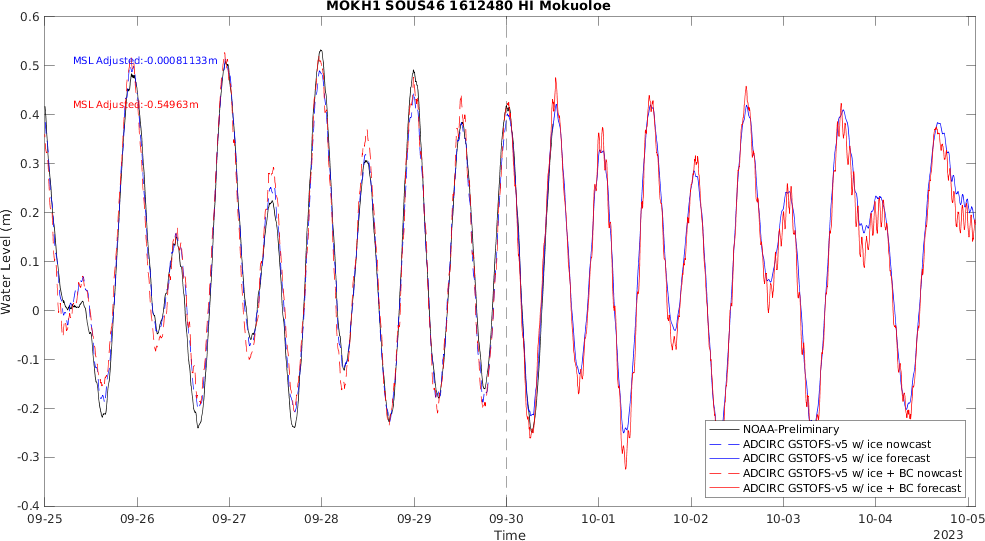 MOKH1 SOUS46 1612480 HI Mokuoloe
0.6
0.5
0.4
0.3
0.2
0.1
0
-0.1
-0.2
-0.3
-0.4
Water Level (m)
MSL Adjusted:-0.00081133m
MSL Adjusted:-0.54963m
NOAA-Preliminary
ADCIRC GSTOFS-v5 w/ ice nowcast
ADCIRC GSTOFS-v5 w/ ice forecast
ADCIRC GSTOFS-v5 w/ ice + BC nowcast
ADCIRC GSTOFS-v5 w/ ice + BC forecast
09-25 09-26 09-27 09-28 09-29 09-30 10-01 10-02 10-03 10-04 10-05
Time
2023